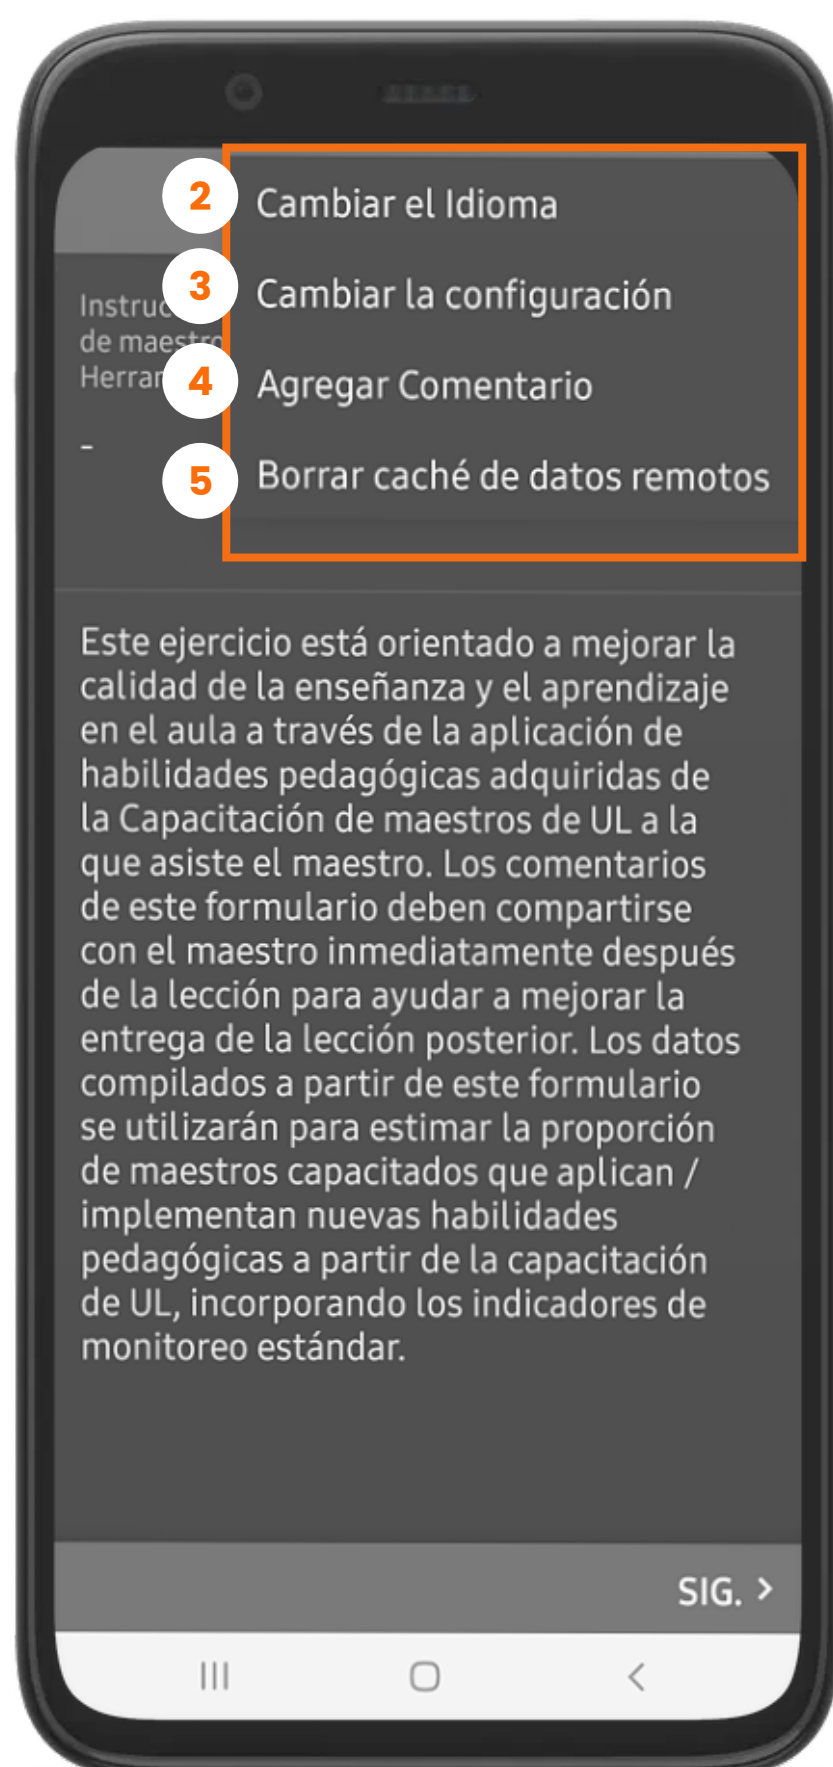 2 Cambiar el Idioma
3 Cambiar la configuración
4 Agregar Comentario
5 Borrar caché de datos remotos
de maestro
-
Este ejercicio está orientado a mejorar la
calidad de la enseñanza y el aprendizaje
en el aula a través de la aplicación de
habilidades pedagógicas adquiridas de
la Capacitación de maestros de UL a la
que asiste el maestro. Los comentarios
de este formulario deben compartirse
con el maestro inmediatamente después
de la lección para ayudar a mejorar la
entrega de la lección posterior. Los datos
compilados a partir de este formulario
se utilizarán para estimar la proporción
de maestros capacitados que aplican /
implementan nuevas habilidades
pedagógicas a partir de la capacitación
de UL, incorporando los indicadores de
monitoreo estándar.
SIG. >